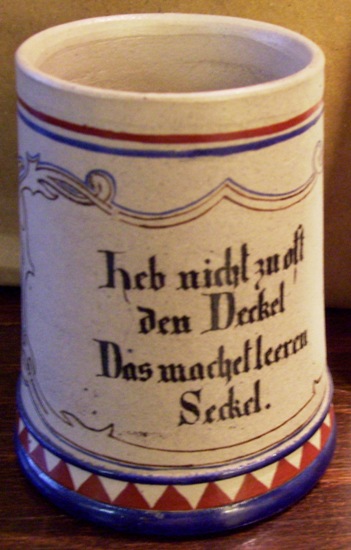 Heb nicht zu oft
den Deckel
Das machet leeren
Seckel.